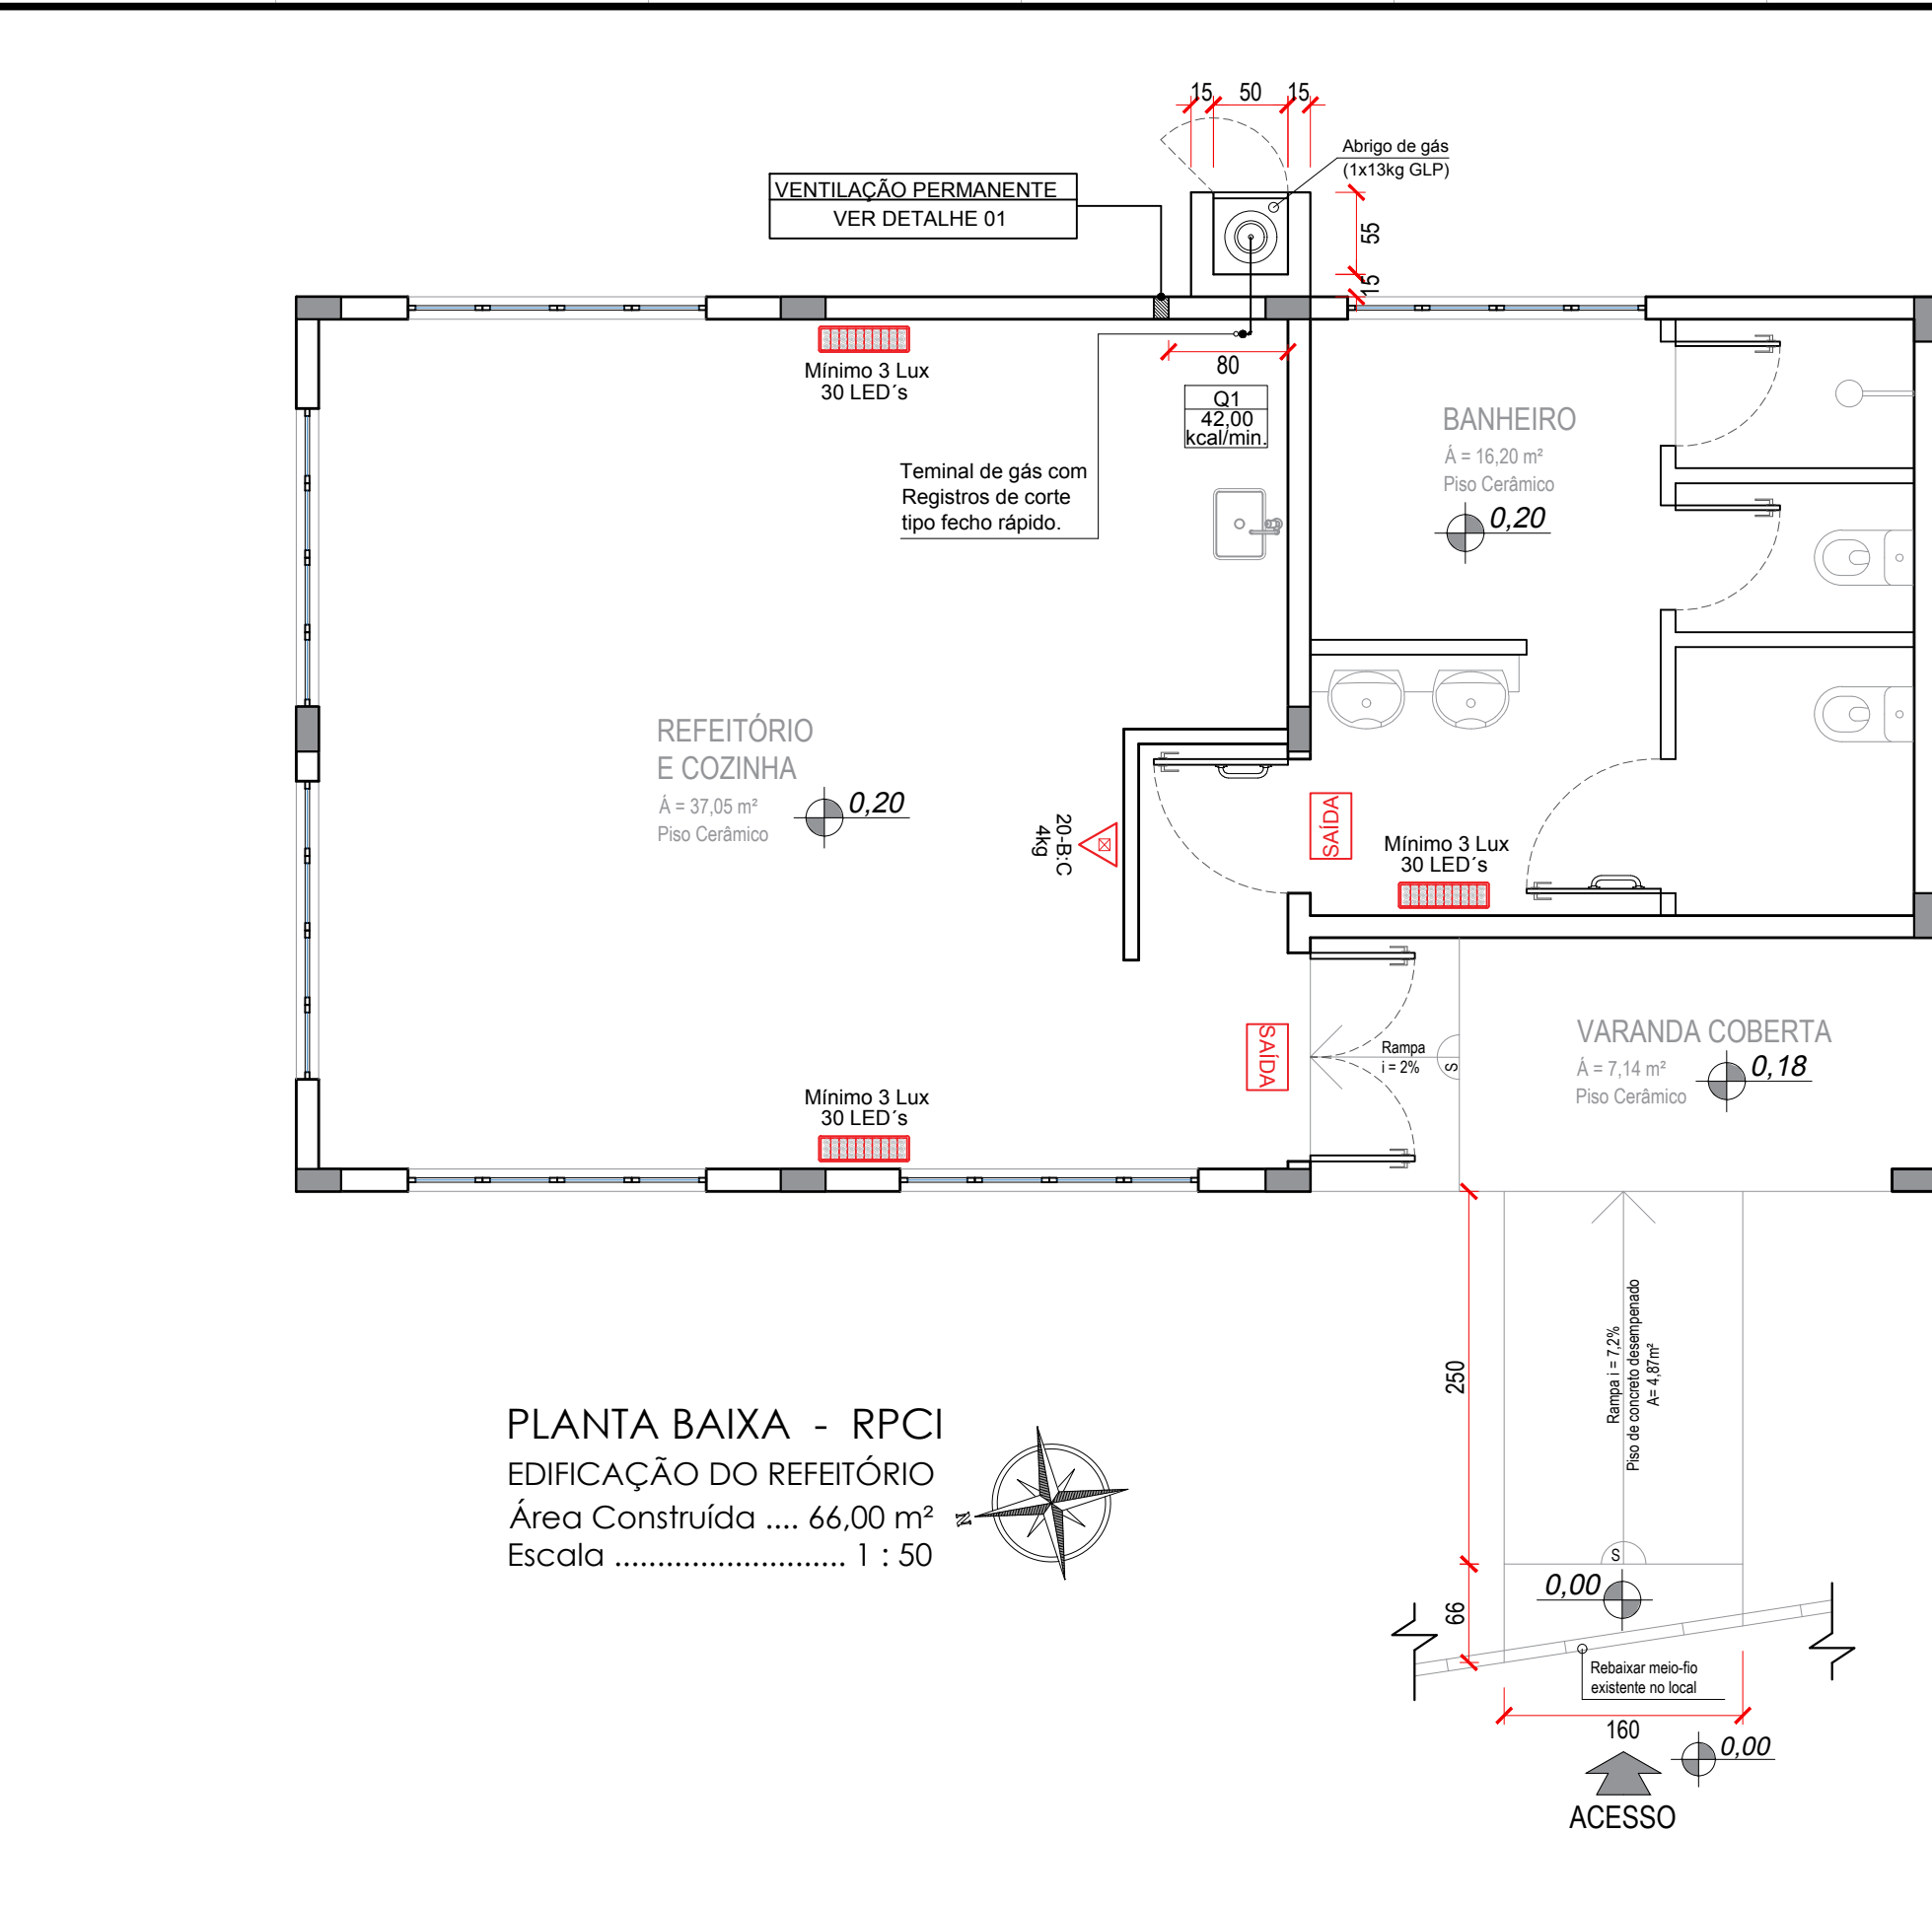 15 50 15
Abrigo de gás
(1x13kg GLP)
VENTILAÇÃO PERMANENTE
VER DETALHE 01
55
15
80
Mínimo 3 Lux
30 LED´s
Q1
42,00
kcal/min.
Teminal de gás com
Registros de corte
tipo fecho rápido.
BANHEIRO
Á = 16,20 m²
Piso Cerâmico
0,20
REFEITÓRIO
E COZINHA
Á = 37,05 m²
Piso Cerâmico
0,20
20-B:C
4kg
SAÍDA
Mínimo 3 Lux
30 LED´s
SAÍDA
Rampa
i = 2%
S
VARANDA COBERTA
Á = 7,14 m²
Piso Cerâmico
0,18
Mínimo 3 Lux
30 LED´s
250
Rampa i = 7,2%
Piso de concreto desempenado
A= 4,87m²
PLANTA BAIXA - RPCI
EDIFICAÇÃO DO REFEITÓRIO
Área Construída .... 66,00 m²
Escala .......................... 1 : 50
N
S
0,00
66
Rebaixar meio-fio
existente no local
160
0,00
ACESSO